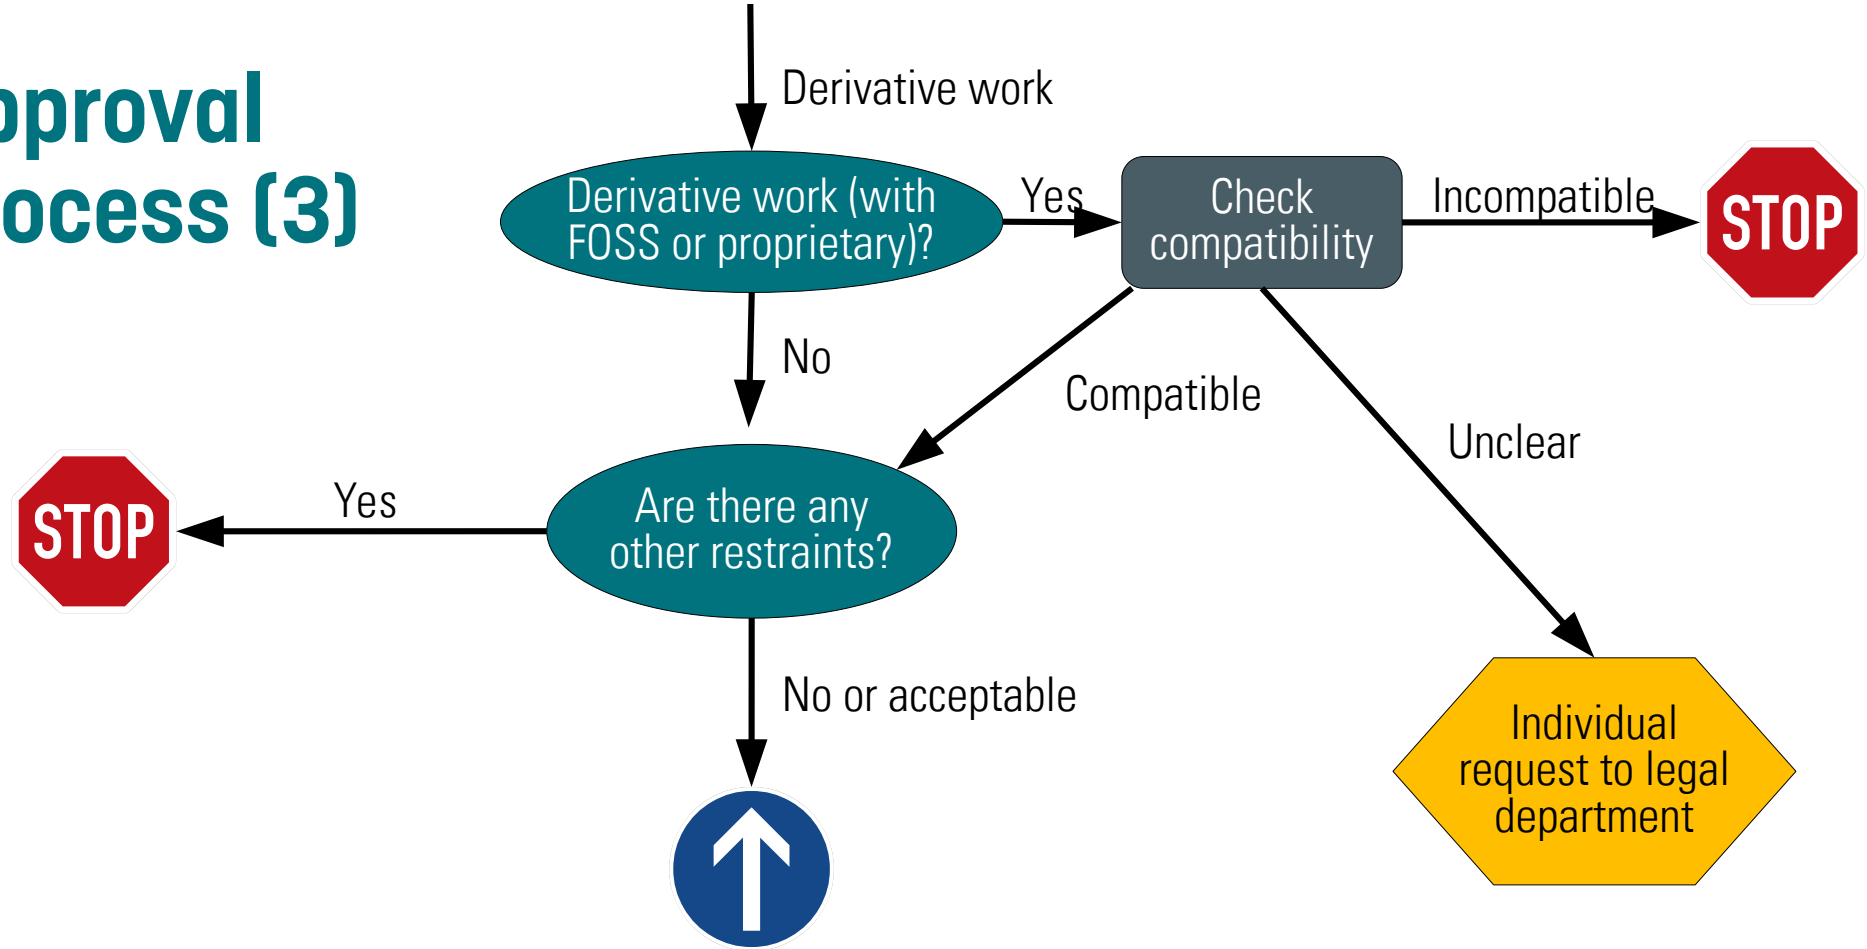 pproval
ocess (3)
Derivative work
Derivative work (with
FOSS or proprietary)?
Yes
Check
compatibility
Incompatible
STOP
No
Compatible
Unclear
STOP
Yes
Are there any
other restraints?
No or acceptable
Individual
request to legal
department